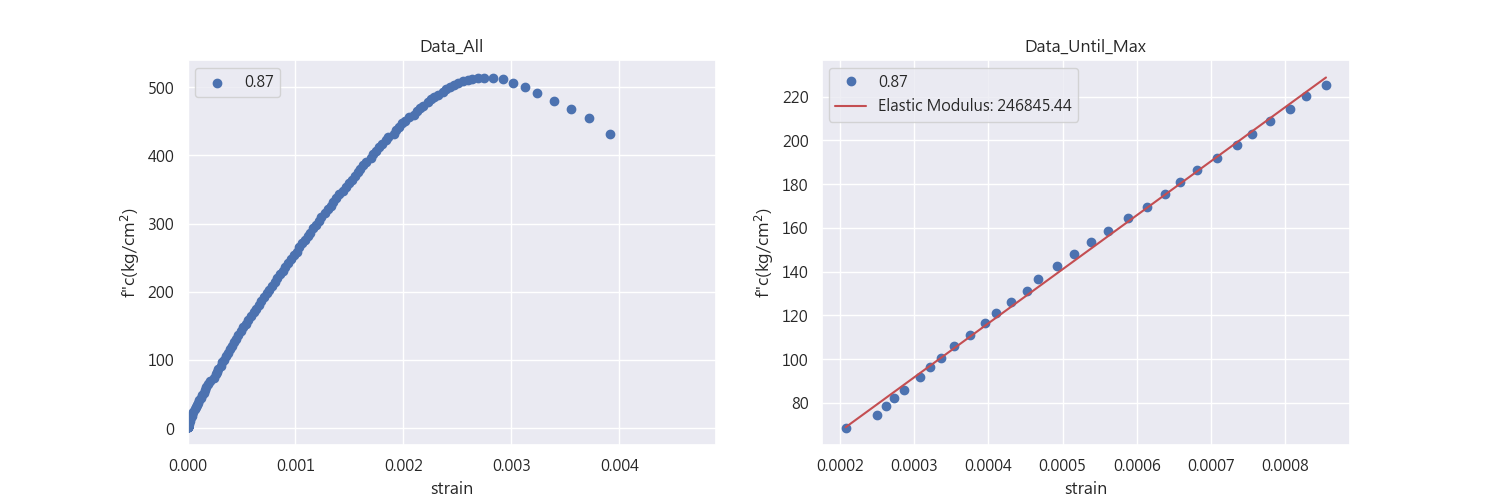 Data_All
0.87
500
400
300
200
100
0
f"c(kg/cm²)
0.000 0.001 0.002 0.003 0.004
strain
Data_Until_Max
0.87
Elastic Modulus: 246845.44
220
200
180
160
140
120
100
80
f"c(kg/cm²)
0.0002 0.0003 0.0004 0.0005 0.0006 0.0007 0.0008
strain